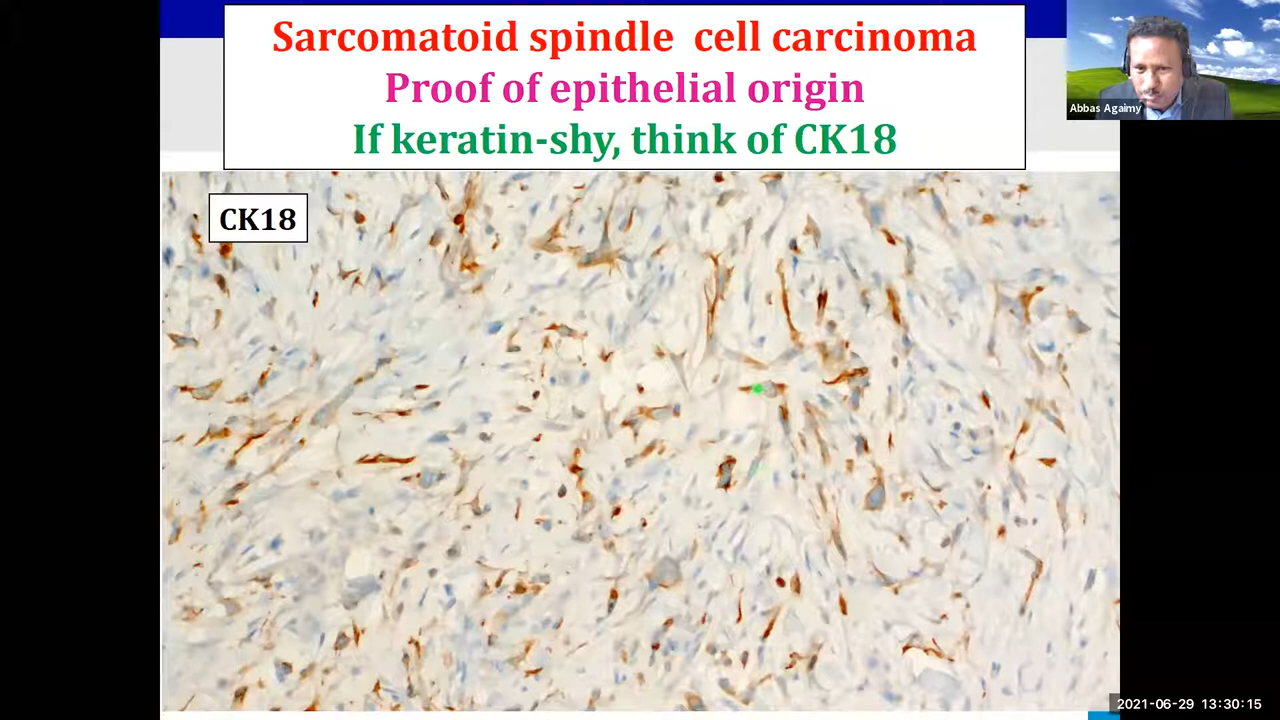 Sarcomatoid spindle cell carcinoma
Proof of epithelial origin
If keratin-shy, think of CK18
Abbas Agaimy
CK18
2021-06-29 13:30:15